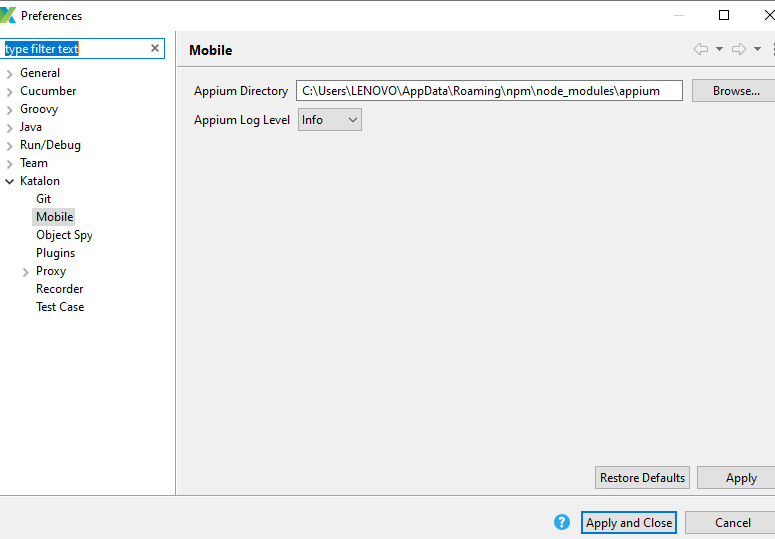 Preferences
type filter text
Mobile
General
Cucumber
Groovy
Java
Run/Debug
Team
Katalon
Git
Mobile
Object Spy
Plugins
Proxy
Recorder
Test Case
Appium Directory C:\Users\LENOVO\AppData\Roaming\npm\node_modules\appium Browse...
Appium Log Level Info
Restore Defaults Apply
? Apply and Close Cancel